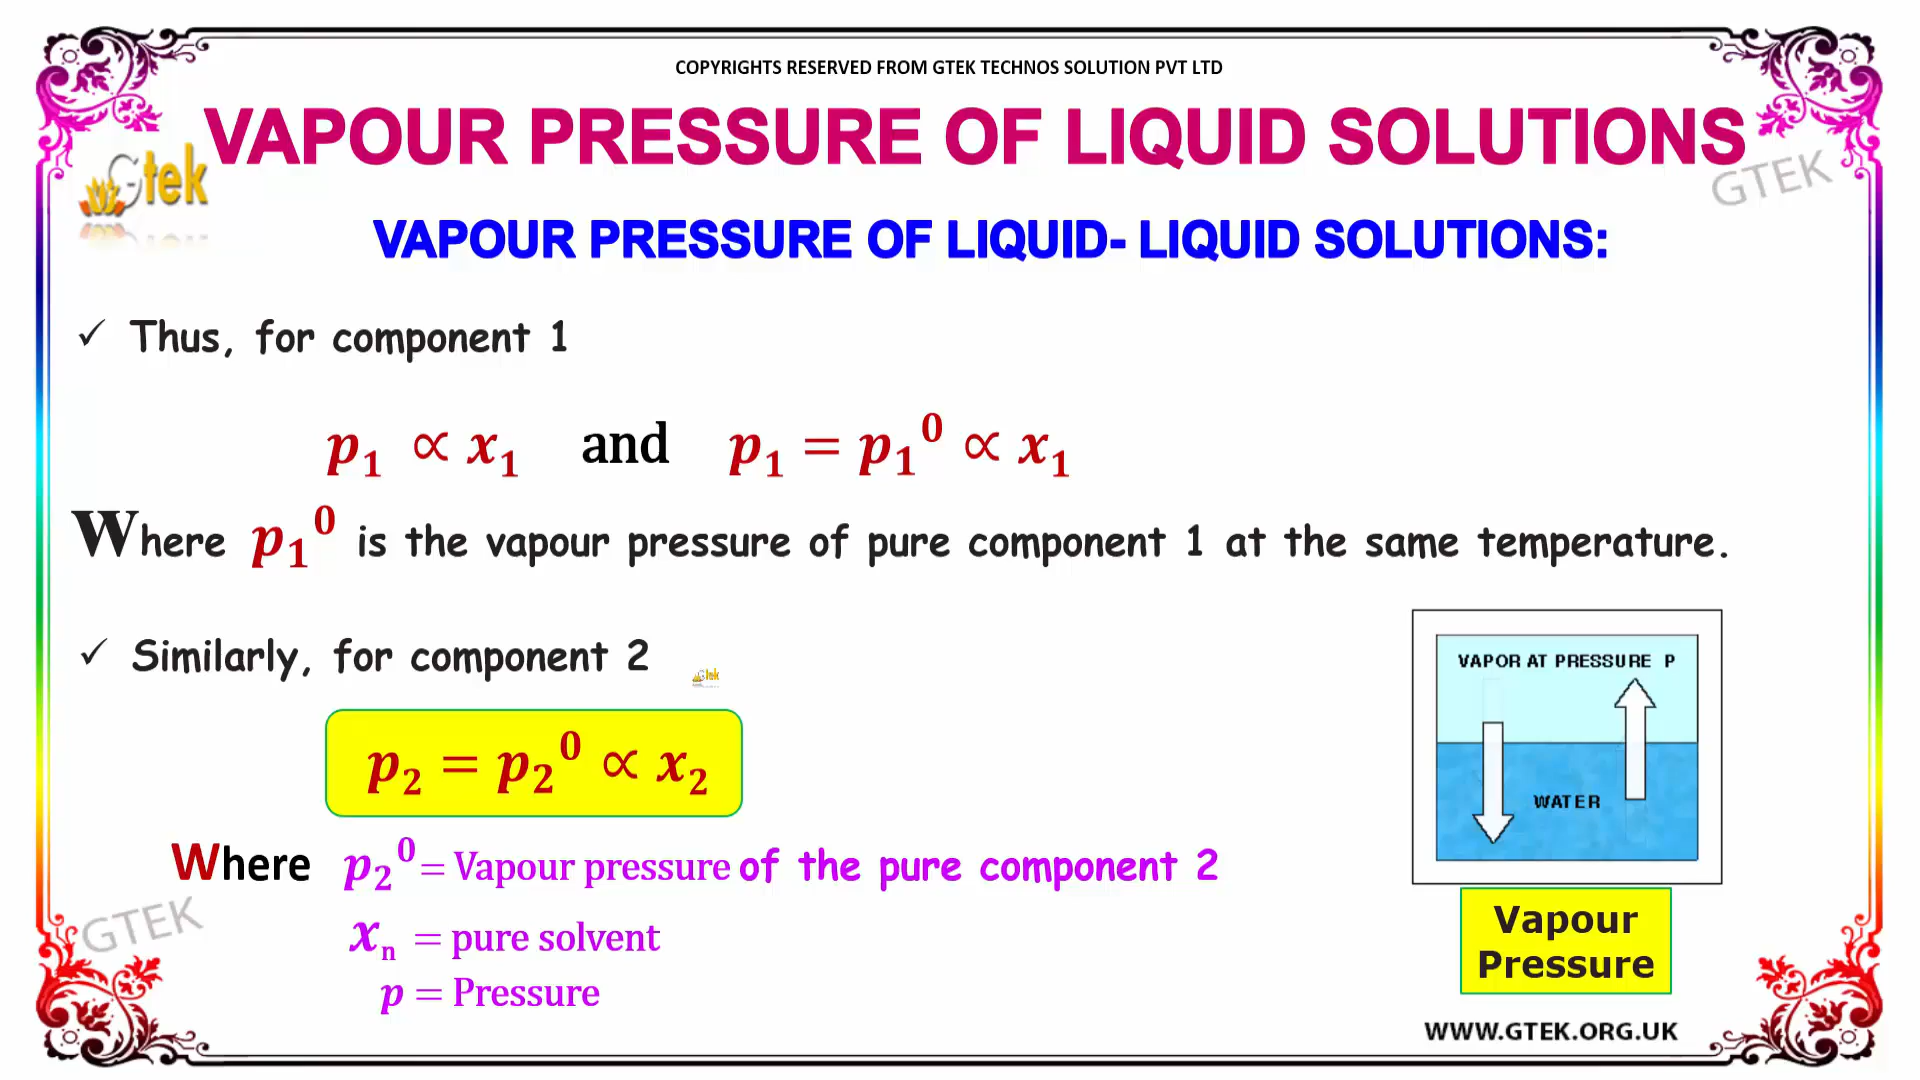 COPYRIGHTS RESERVED FROM GTEK TECHNOS SOLUTION PVT LTD
VAPOUR PRESSURE OF LIQUID SOLUTIONS
Gtek
GTEK
VAPOUR PRESSURE OF LIQUID- LIQUID SOLUTIONS:
✓ Thus, for component 1
p₁ ∝ x₁ and p₁ = p₁⁰ ∝ x₁
Where p₁⁰ is the vapour pressure of pure component 1 at the same temperature.
✓ Similarly, for component 2
Gtek
p₂ = p₂⁰ ∝ x₂
Where p₂⁰ = Vapour pressure of the pure component 2
xₙ = pure solvent
p = Pressure
VAPOR AT PRESSURE P
WATER
Vapour
Pressure
GTEK
WWW.GTEK.ORG.UK